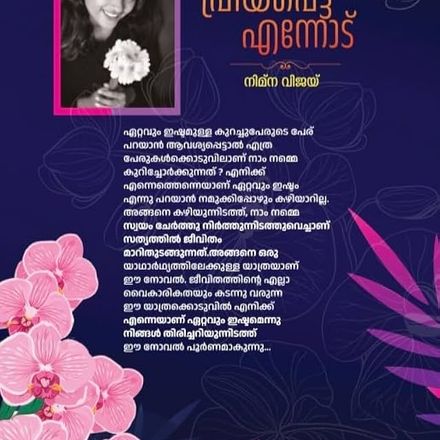 എന്നോട്
നിമ്ന വിജയ്
ഏറ്റവും ഇഷ്ടമുള്ള കുറച്ചുപേരുടെ പേര്
പറയാൻ ആവശ്യപ്പെട്ടാൽ എത്ര
പേരുകൾക്കൊടുവിലാണ് നാം നമ്മെ
കുറിച്ചോർക്കുന്നത് ? എനിക്ക്
എന്നെത്തന്നെയാണ് ഏറ്റവും ഇഷ്ടം
എന്നു പറയാൻ നമുക്കിപ്പോഴും കഴിയാറില്ല.
അങ്ങനെ കഴിയുന്നിടത്ത്, നാം നമ്മെ
സ്വയം ചേർത്തു നിർത്തുന്നിടത്തുവെച്ചാണ്
സത്യത്തിൽ ജീവിതം
മാറിതുടങ്ങുന്നത്.അങ്ങനെ ഒരു
യാഥാർഥ്യത്തിലേക്കുള്ള യാത്രയാണ്
ഈ നോവൽ. ജീവിതത്തിന്റെ എല്ലാ
വൈകാരികതയും കടന്നു വരുന്ന
ഈ യാത്രക്കൊടുവിൽ എനിക്ക്
എന്നേയാണ് ഏറ്റവും ഇഷ്ടമെന്നു
നിങ്ങൾ തിരിച്ചറിയുന്നിടത്ത്
ഈ നോവൽ പൂർണമാകുന്നു...